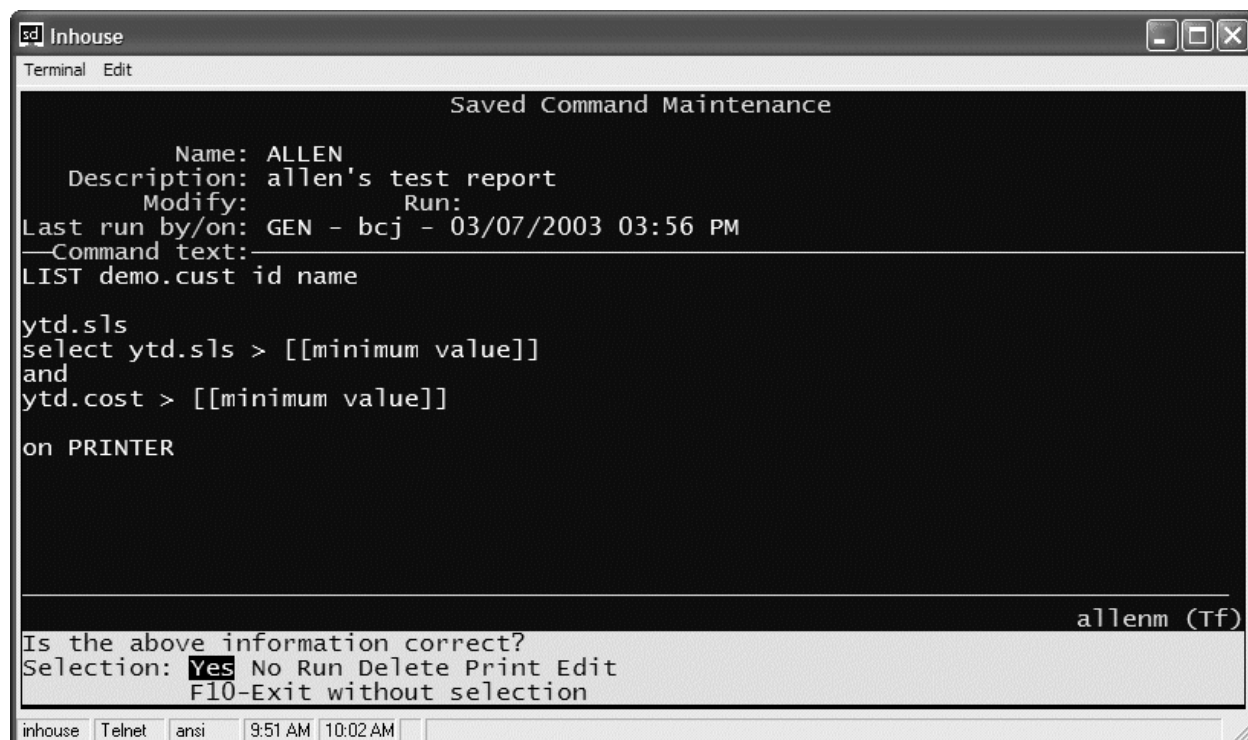 sd Inhouse
Terminal Edit
Saved Command Maintenance
Name: ALLEN
Description: allen's test report
Modify: Run:
Last run by/on: GEN - bcj - 03/07/2003 03:56 PM
Command text:
LIST demo.cust id name
ytd.sls
select ytd.sls > [[minimum value]]
and
ytd.cost > [[minimum value]]
on PRINTER
allenm (Tf)
Is the above information correct?
Selection: Yes No Run Delete Print Edit
F10-Exit without selection
inhouse Telnet ansi 9:51 AM 10:02 AM